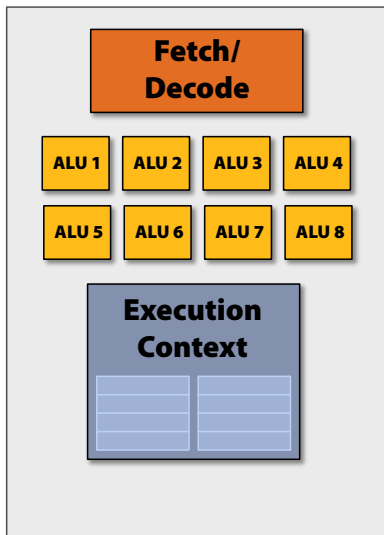 Fetch/
Decode
ALU 1 ALU 2 ALU 3 ALU 4
ALU 5 ALU 6 ALU 7 ALU 8
Execution
Context